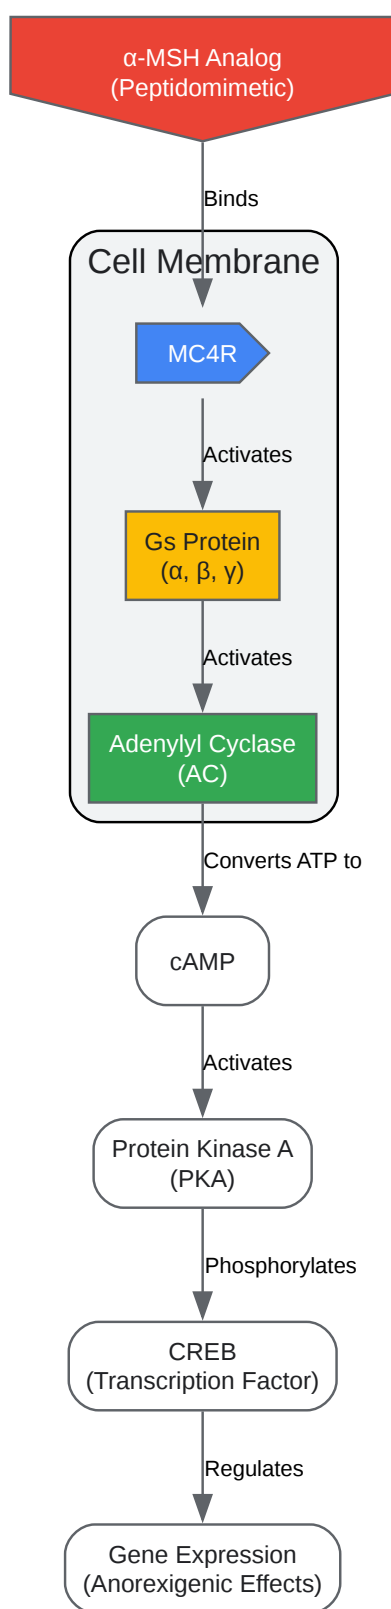 α-MSH Analog
(Peptidomimetic)
Binds
Cell Membrane
MC4R
Activates
Gs Protein
(α, β, γ)
Activates
Adenylyl Cyclase
(AC)
Converts ATP to
cAMP
Activates
Protein Kinase A
(PKA)
Phosphorylates
CREB
(Transcription Factor)
Regulates
Gene Expression
(Anorexigenic Effects)